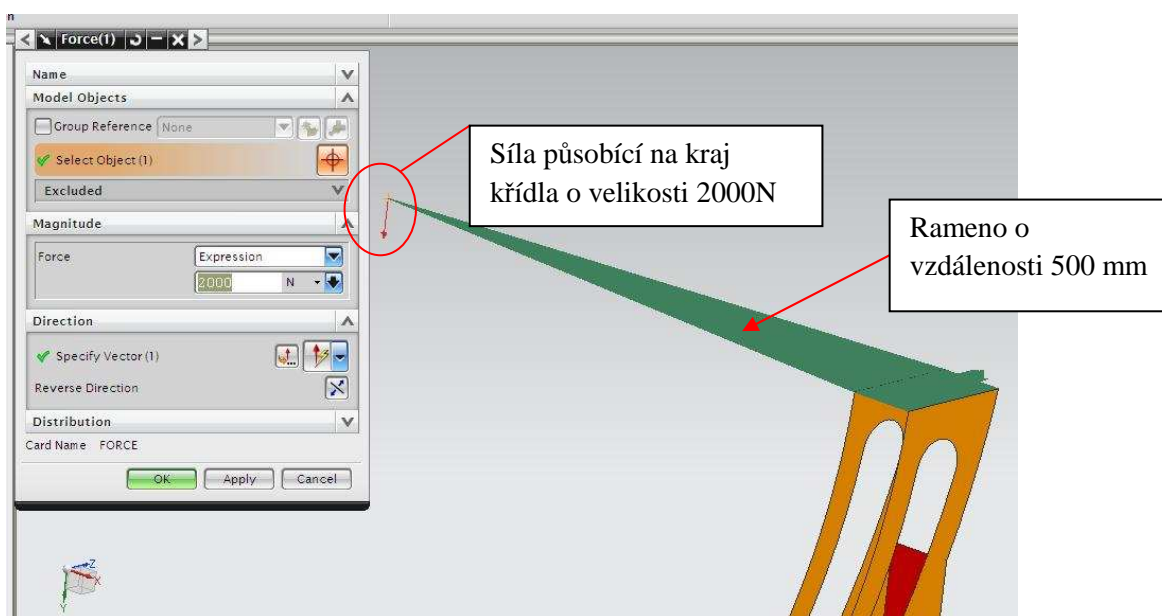 n
Force(1)
Name
Model Objects
Group Reference None
Select Object (1)
Excluded
Magnitude
Force Expression
2000 N
Direction
Specify Vector (1)
Reverse Direction
Distribution
Card Name FORCE
OK Apply Cancel
Síla působící na kraj
křídla o velikosti 2000N
Rameno o
vzdálenosti 500 mm
Z
X
Y